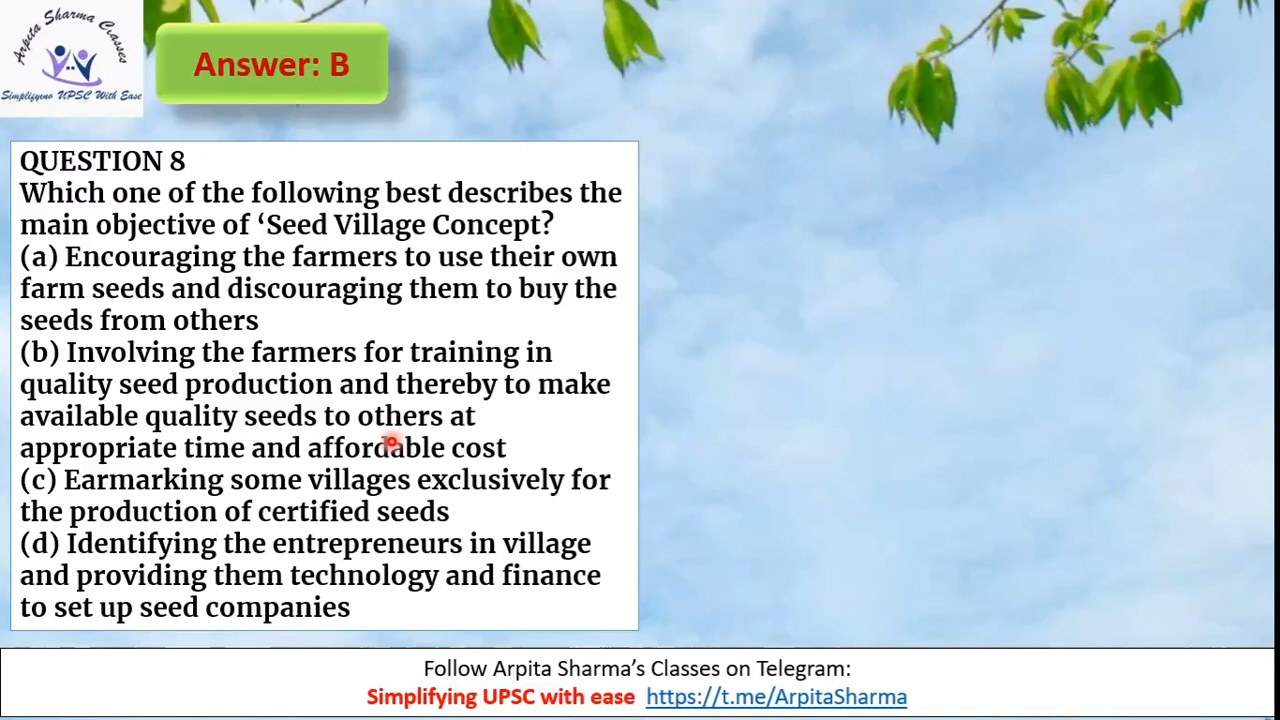 Arpita Sharma Classes
Simplifyeno UPSC With Ease
Answer: B
QUESTION 8
Which one of the following best describes the
main objective of ‘Seed Village Concept?
(a) Encouraging the farmers to use their own
farm seeds and discouraging them to buy the
seeds from others
(b) Involving the farmers for training in
quality seed production and thereby to make
available quality seeds to others at
appropriate time and affordable cost
(c) Earmarking some villages exclusively for
the production of certified seeds
(d) Identifying the entrepreneurs in village
and providing them technology and finance
to set up seed companies
Follow Arpita Sharma’s Classes on Telegram:
Simplifying UPSC with ease https://t.me/ArpitaSharma